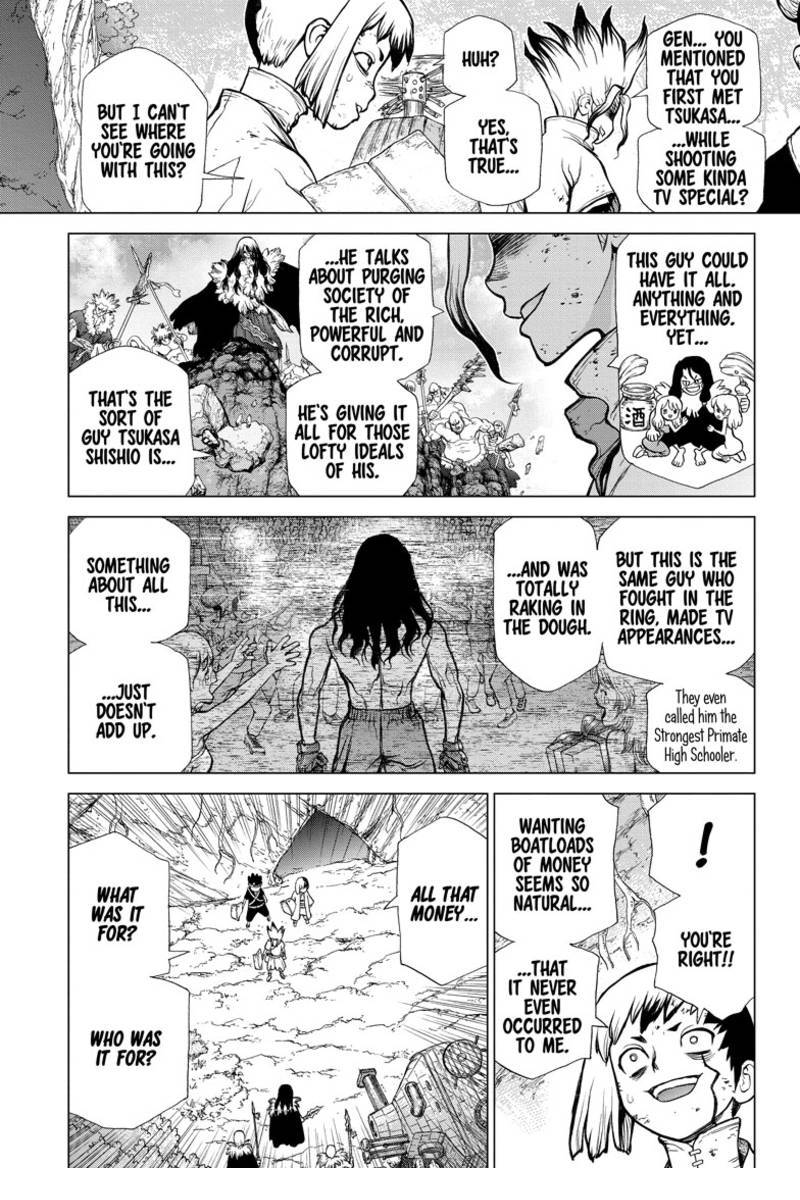 GEN... YOU
MENTIONED
THAT YOU
FIRST MET
TSUKASA...
...WHILE
SHOOTING
SOME KINDA
TV SPECIAL?
HUH?
YES,
THAT'S
TRUE...
BUT I CAN'T
SEE WHERE
YOU'RE GOING
WITH THIS?
THIS GUY COULD
HAVE IT ALL.
ANYTHING AND
EVERYTHING.
YET...
酒
...HE TALKS
ABOUT PURGING
SOCIETY OF
THE RICH,
POWERFUL AND
CORRUPT.
HE'S GIVING IT
ALL FOR THOSE
LOFTY IDEALS
OF HIS.
THAT'S THE
SORT OF
GUY TSUKASA
SHISHIO IS...
BUT THIS IS THE
SAME GUY WHO
FOUGHT IN THE
RING, MADE TV
APPEARANCES...
They even
called him the
Strongest Primate
High Schooler.
...AND WAS
TOTALLY
RAKING IN
THE DOUGH.
SOMETHING
ABOUT ALL
THIS...
...JUST
DOESN'T
ADD UP.
!
YOU'RE
RIGHT!!
WANTING
BOATLOADS
OF MONEY
SEEMS SO
NATURAL...
...THAT
IT NEVER
EVEN
OCCURRED
TO ME.
ALL THAT
MONEY...
WHAT
WAS IT
FOR?
WHO WAS
IT FOR?